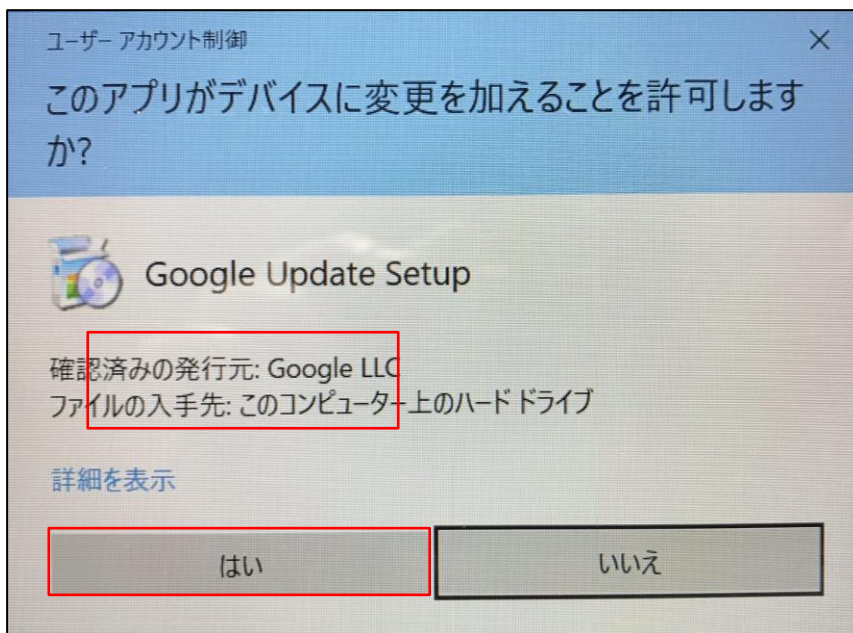 ユーザー アカウント制御
このアプリがデバイスに変更を加えることを許可します
か?
Google Update Setup
確認済みの発行元: Google LLC
ファイルの入手先: このコンピューター上のハード ドライブ
詳細を表示
はい
いいえ